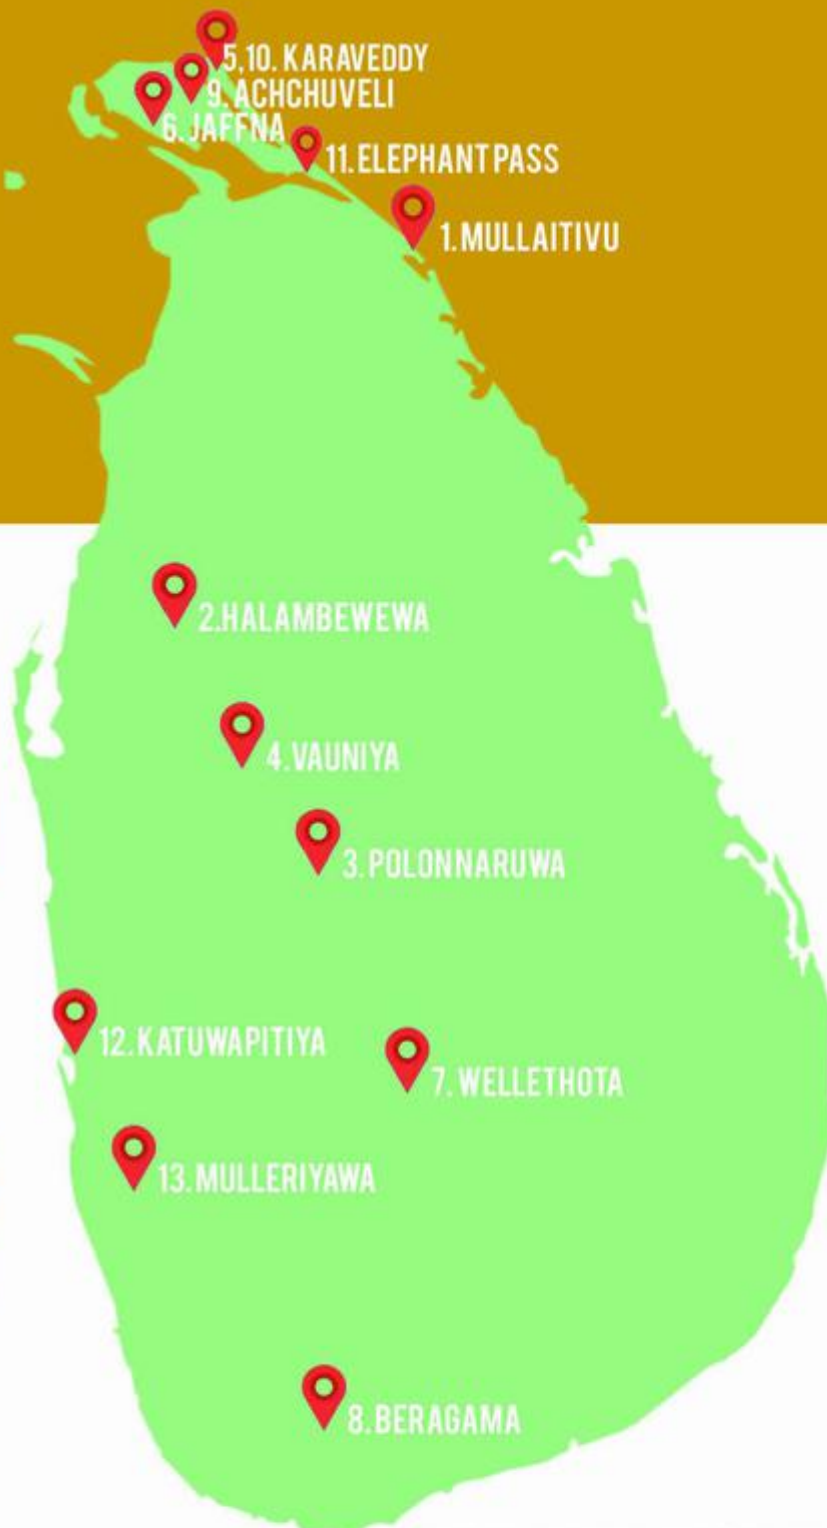 5,10. KARAVEDDY
9. ACHCHUVELI
6. JAFFNA
11. ELEPHANT PASS
1. MULLAITIVU
2.HALAMBEWEWA
4. VAUNIYA
3. POLONNARUWA
12. KATUWAPITIYA
7. WELLETHOTA
13. MULLERIYAWA
8. BERAGAMA